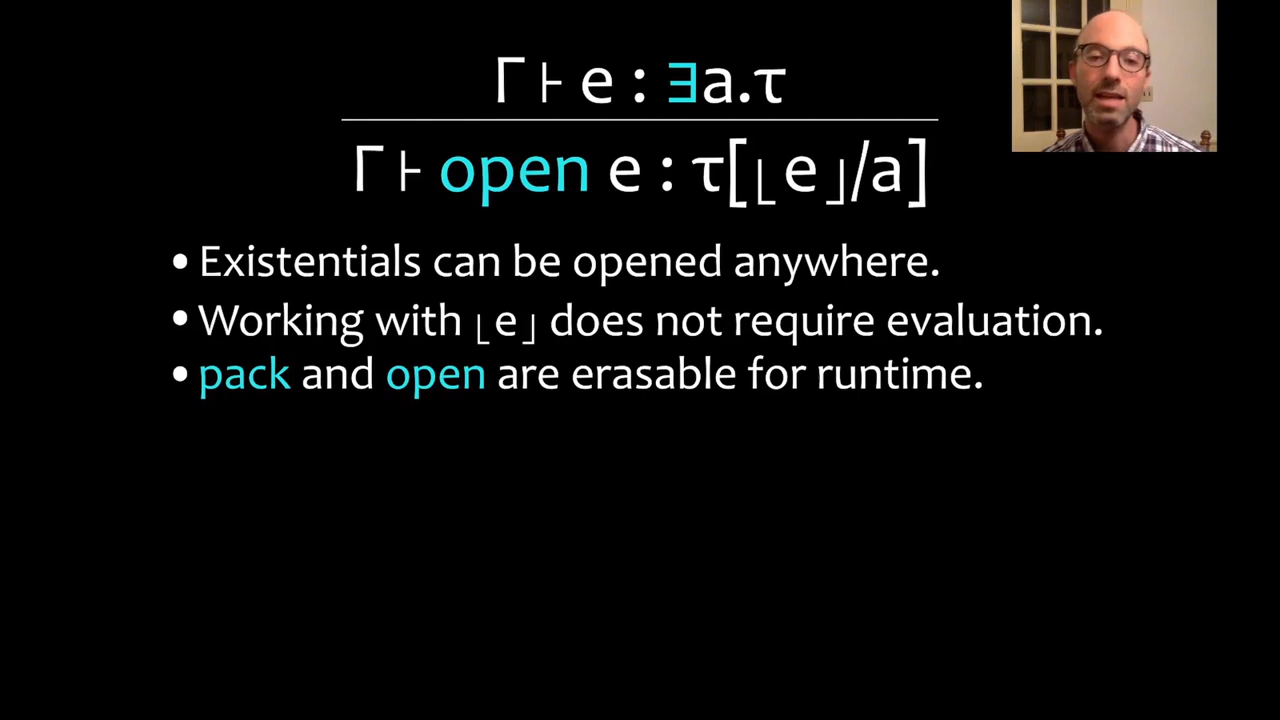 Γ ⊢ e : ∃a.τ
Γ ⊢ open e : τ[⌊e⌋/a]
• Existentials can be opened anywhere.
• Working with ⌊e⌋ does not require evaluation.
• pack and open are erasable for runtime.